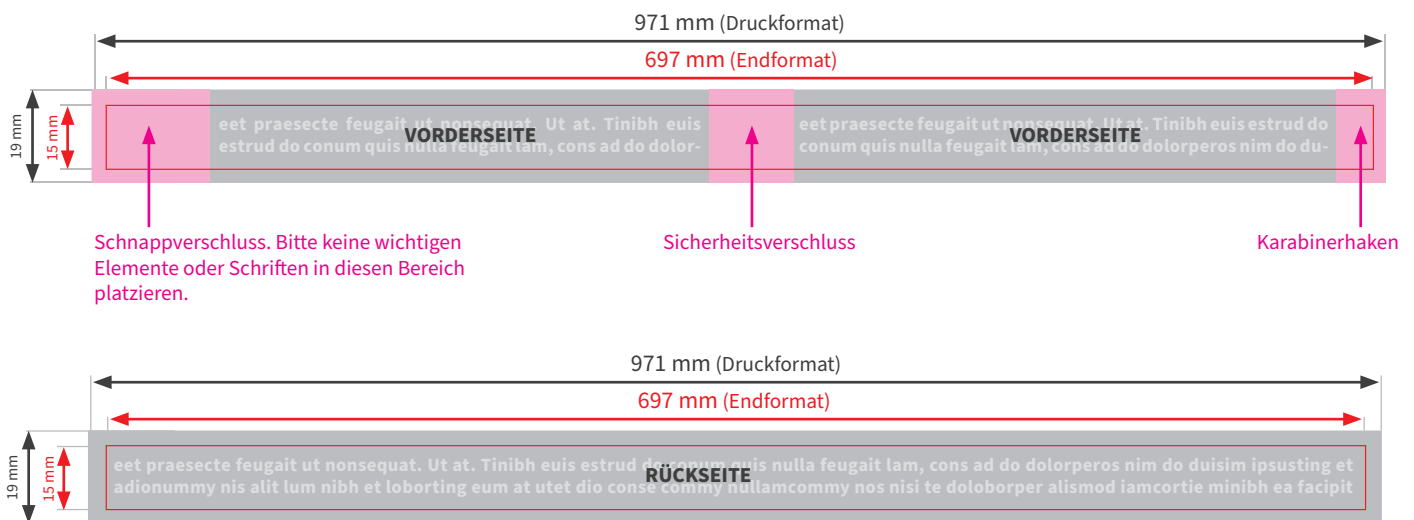 971 mm (Druckformat)
697 mm (Endformat)
19 mm
15 mm
eet praesecte feugait ut nonsequat. Ut at. Tinibh euis
estrud do conum quis nulla feugait lam, cons ad do dolor-
VORDERSEITE
eet praesecte feugait ut nonsequat. Ut at. Tinibh euis estrud do
conum quis nulla feugait lam, cons ad do dolorperos nim do du-
VORDERSEITE
Schnappverschluss. Bitte keine wichtigen
Elemente oder Schriften in diesen Bereich
platzieren.
Sicherheitsverschluss
Karabinerhaken
971 mm (Druckformat)
697 mm (Endformat)
19 mm
15 mm
eet praesecte feugait ut nonsequat. Ut at. Tinibh euis estrud do conum quis nulla feugait lam, cons ad do dolorperos nim do duisim ipsusting et
adionummy nis alit lum nibh et loborting eum at utet dio conse commy nullamcommy nos nisi te doloborper alismod iamcortie minibh ea facipit
RÜCKSEITE